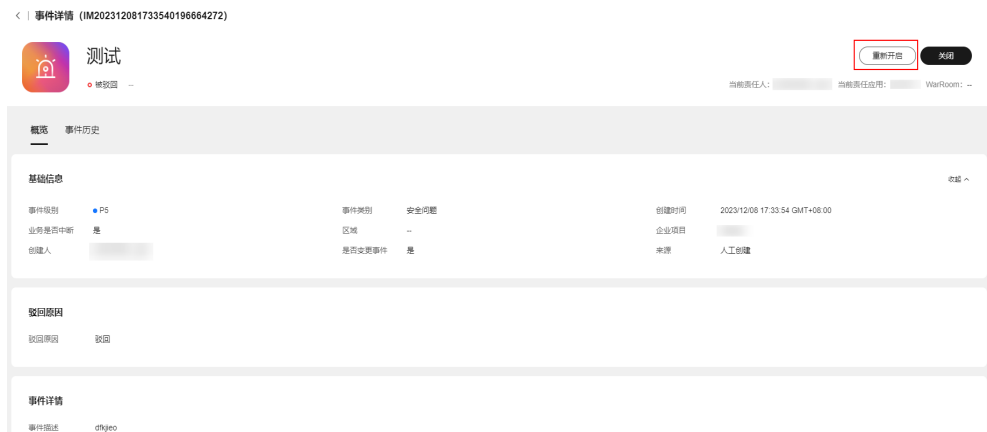 < | 事件详情（IM202312081733540196664272）
测试
重新开启 关闭
被驳回 --
当前责任人： 当前责任应用： WarRoom： --
概览 事件历史
基础信息 收起
事件级别 P5 事件类别 安全问题 创建时间 2023/12/08 17:33:54 GMT+08:00
业务是否中断 是 区域 -- 企业项目
创建人 是否变更事件 是 来源 人工创建
驳回原因
驳回原因 驳回
事件详情
事件描述 dfkjieo